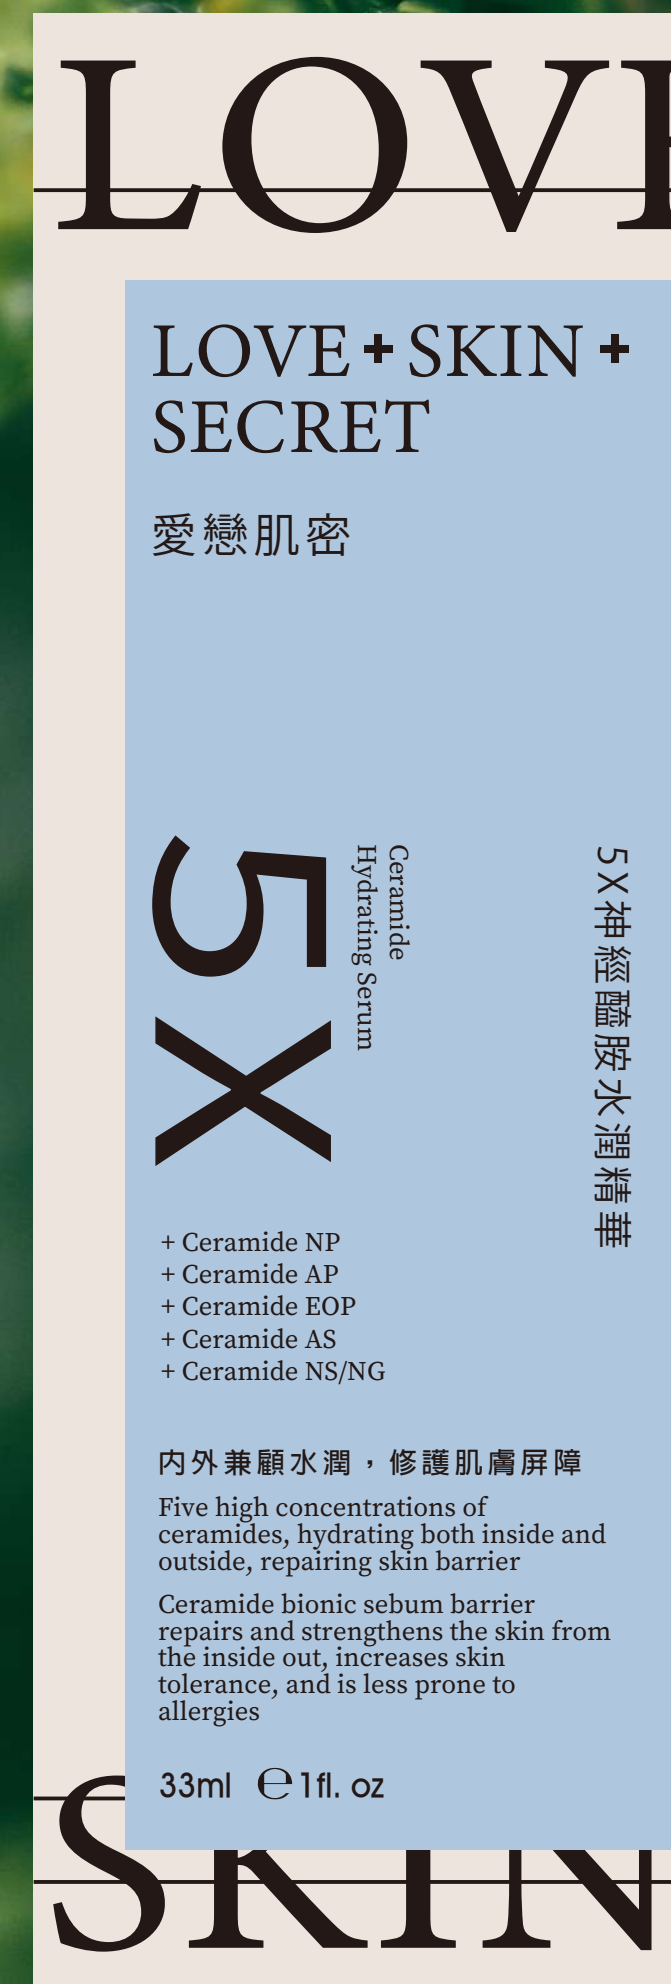 LOVE
LOVE+SKIN+
SECRET
愛戀肌密
5X
Ceramide
Hydrating Serum
5X神經醯胺水潤精華
+ Ceramide NP
+ Ceramide AP
+ Ceramide EOP
+ Ceramide AS
+ Ceramide NS/NG
内外兼顧水潤，修護肌膚屏障
Five high concentrations of
ceramides, hydrating both inside and
outside, repairing skin barrier
Ceramide bionic sebum barrier
repairs and strengthens the skin from
the inside out, increases skin
tolerance, and is less prone to
allergies
33ml ℮1fl. oz
SKIN